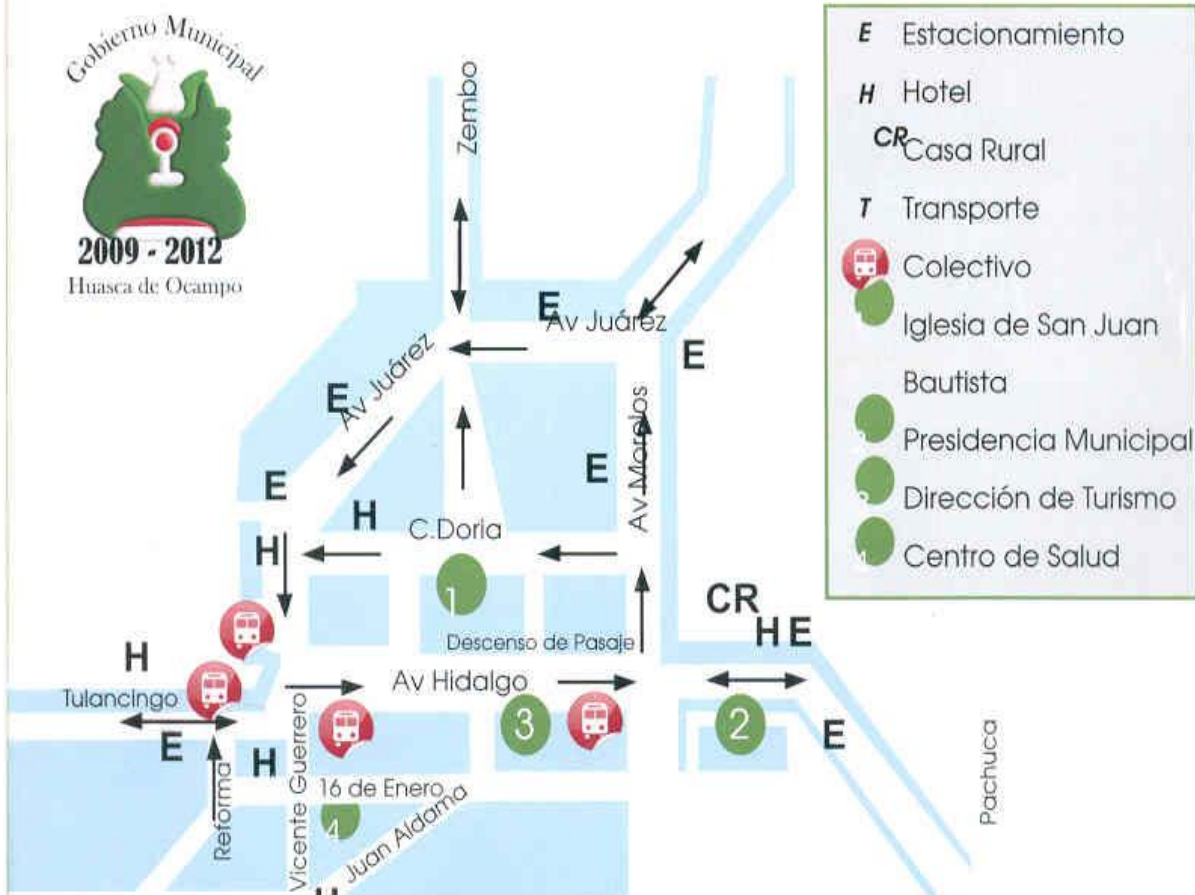 Gobierno Municipal
2009 - 2012
Huasca de Ocampo
E Estacionamiento
H Hotel
CR Casa Rural
T Transporte
Colectivo
Iglesia de San Juan
Bautista
Presidencia Municipal
3 Dirección de Turismo
4 Centro de Salud
Zembo
E
Av Juárez
E
Av Juárez
E
E
E
Av Morelos
H
C.Doria
H
1
CR
H E
Descenso de Pasaje
H
Av Hidalgo
Tulancingo
E
3
2
E
H
Reforma
Vicente Guerrero
16 de Enero
4
Juan Aldama
Pachuca